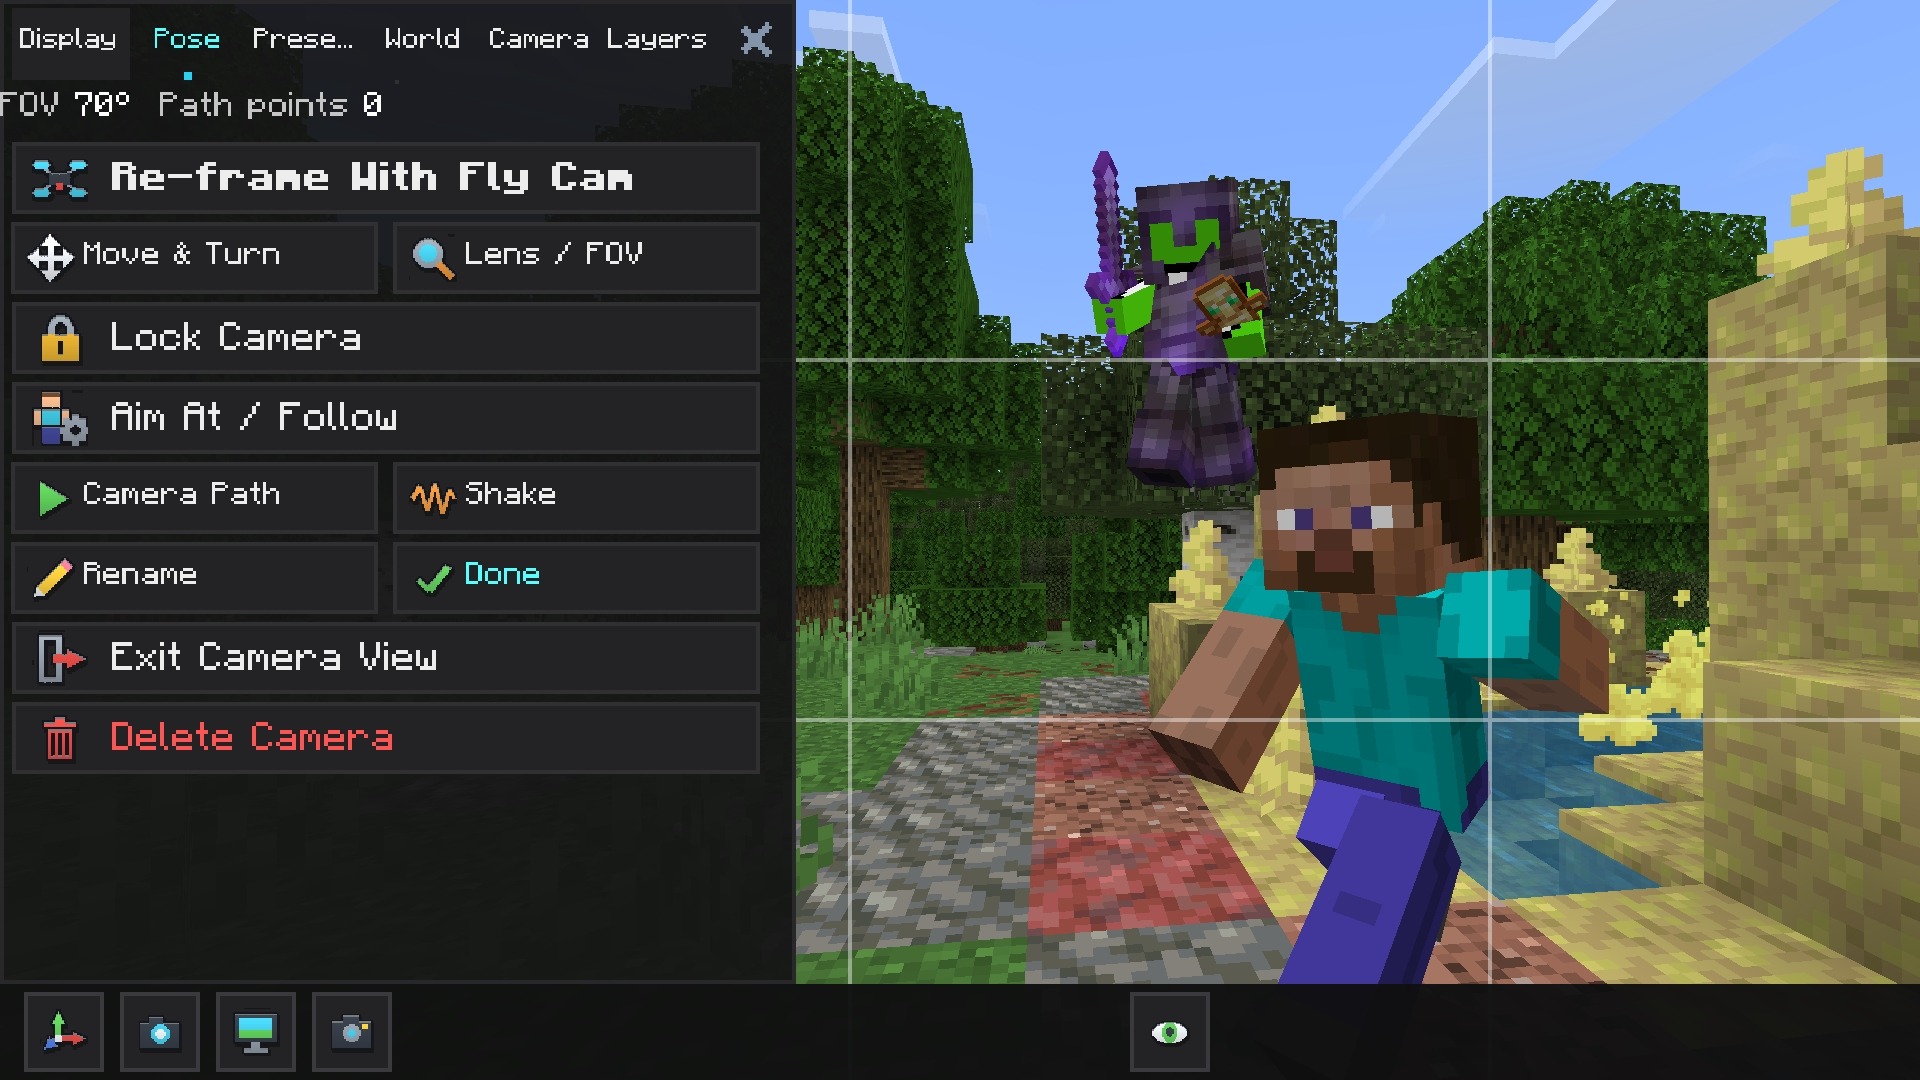 Display Pose Prese... World Camera Layers
FOV 70° Path points 0
Re-frame With Fly Cam
Move & Turn Lens / FOV
Lock Camera
Aim At / Follow
Camera Path Shake
Rename Done
Exit Camera View
Delete Camera